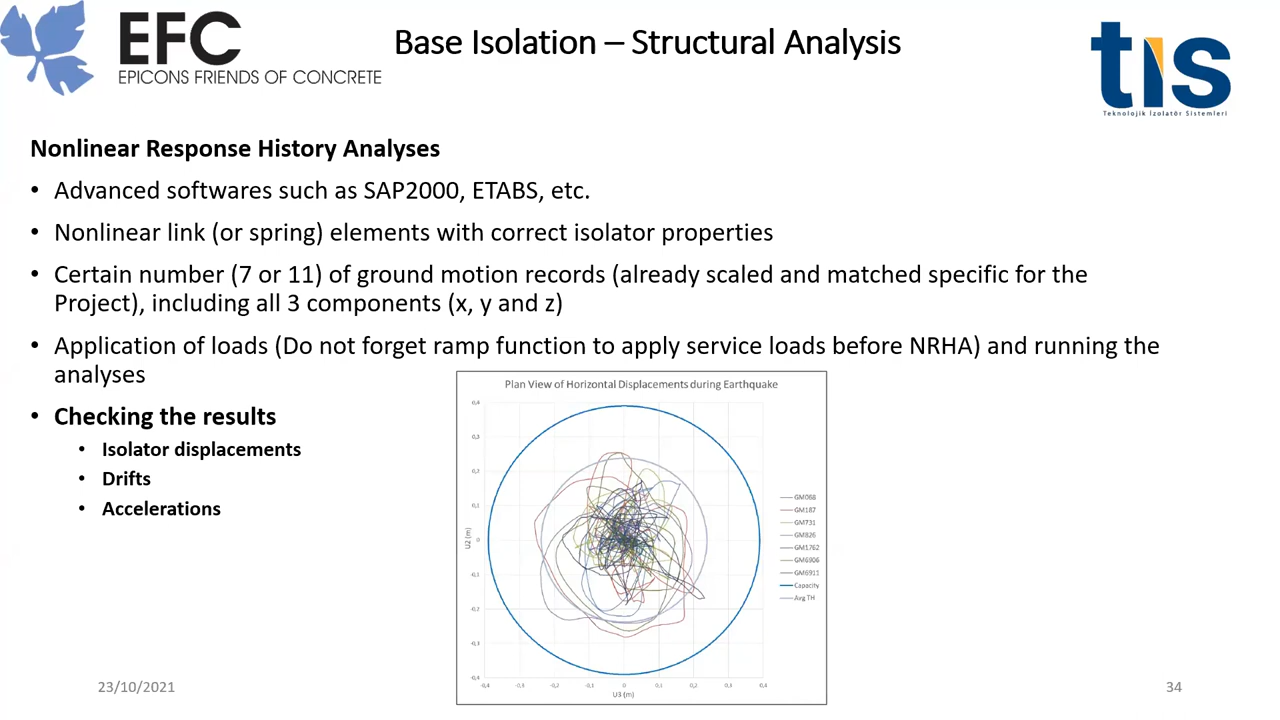 EFC
EPICONS FRIENDS OF CONCRETE
Base Isolation – Structural Analysis
tıs
Teknolojik İzolatör Sistemleri
Nonlinear Response History Analyses
• Advanced softwares such as SAP2000, ETABS, etc.
• Nonlinear link (or spring) elements with correct isolator properties
• Certain number (7 or 11) of ground motion records (already scaled and matched specific for the
Project), including all 3 components (x, y and z)
• Application of loads (Do not forget ramp function to apply service loads before NRHA) and running the
analyses
• Checking the results
• Isolator displacements
• Drifts
• Accelerations
Plan View of Horizontal Displacements during Earthquake
0,4
0,3
0,2
0,1
0
-0,1
-0,2
-0,3
-0,4
U2 (m)
-0,4 -0,3 -0,2 -0,1 0 0,1 0,2 0,3 0,4
U3 (m)
GM088
GM187
GM731
GM826
GM1762
GM6906
GM6911
Capacity
Avg TH
23/10/2021
34